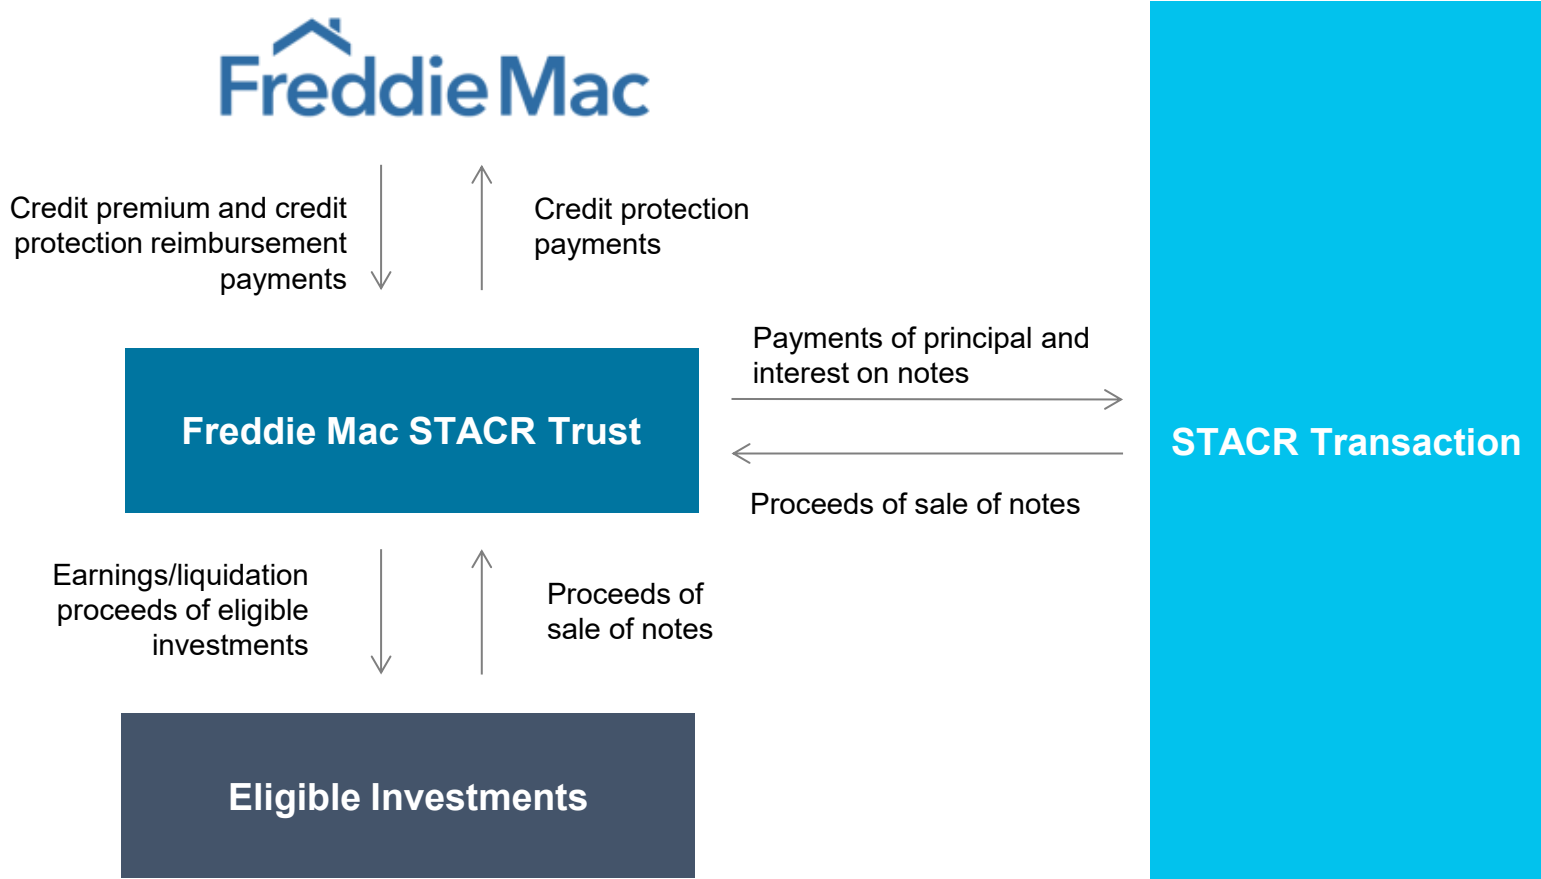 Freddie Mac
Credit premium and credit
protection reimbursement
payments
Credit protection
payments
Payments of principal and
interest on notes
Freddie Mac STACR Trust
STACR Transaction
Proceeds of sale of notes
Earnings/liquidation
proceeds of eligible
investments
Proceeds of
sale of notes
Eligible Investments